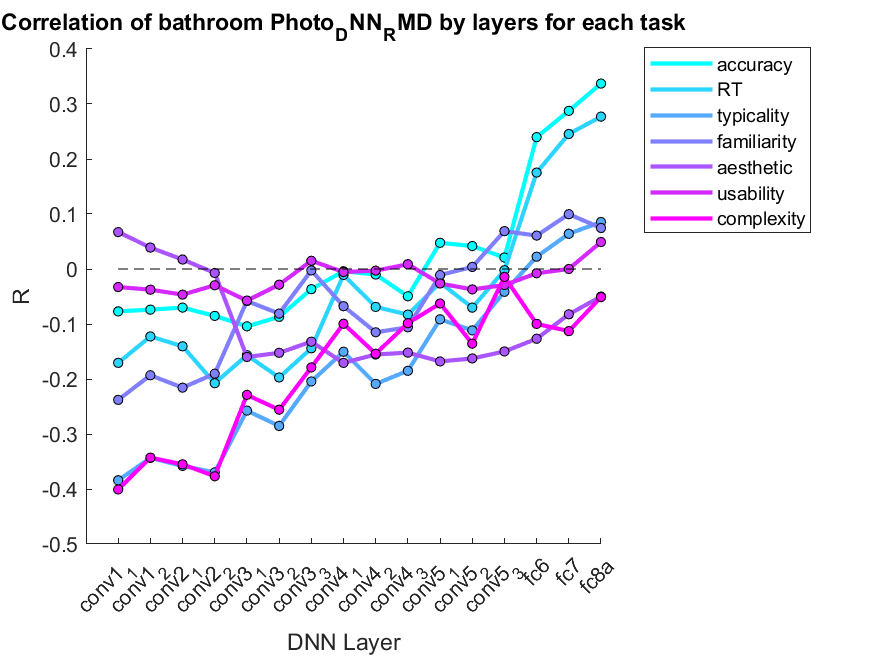 Correlation of bathroom Photo_DNN_RMD by layers for each task
0.4
0.3
0.2
0.1
0
-0.1
-0.2
-0.3
-0.4
-0.5
R
conv1_1
conv1_2
conv2_1
conv2_2
conv3_1
conv3_2
conv3_3
conv4_1
conv4_2
conv4_3
conv5_1
conv5_2
conv5_3
fc6
fc7
fc8a
DNN Layer
accuracy
RT
typicality
familiarity
aesthetic
usability
complexity